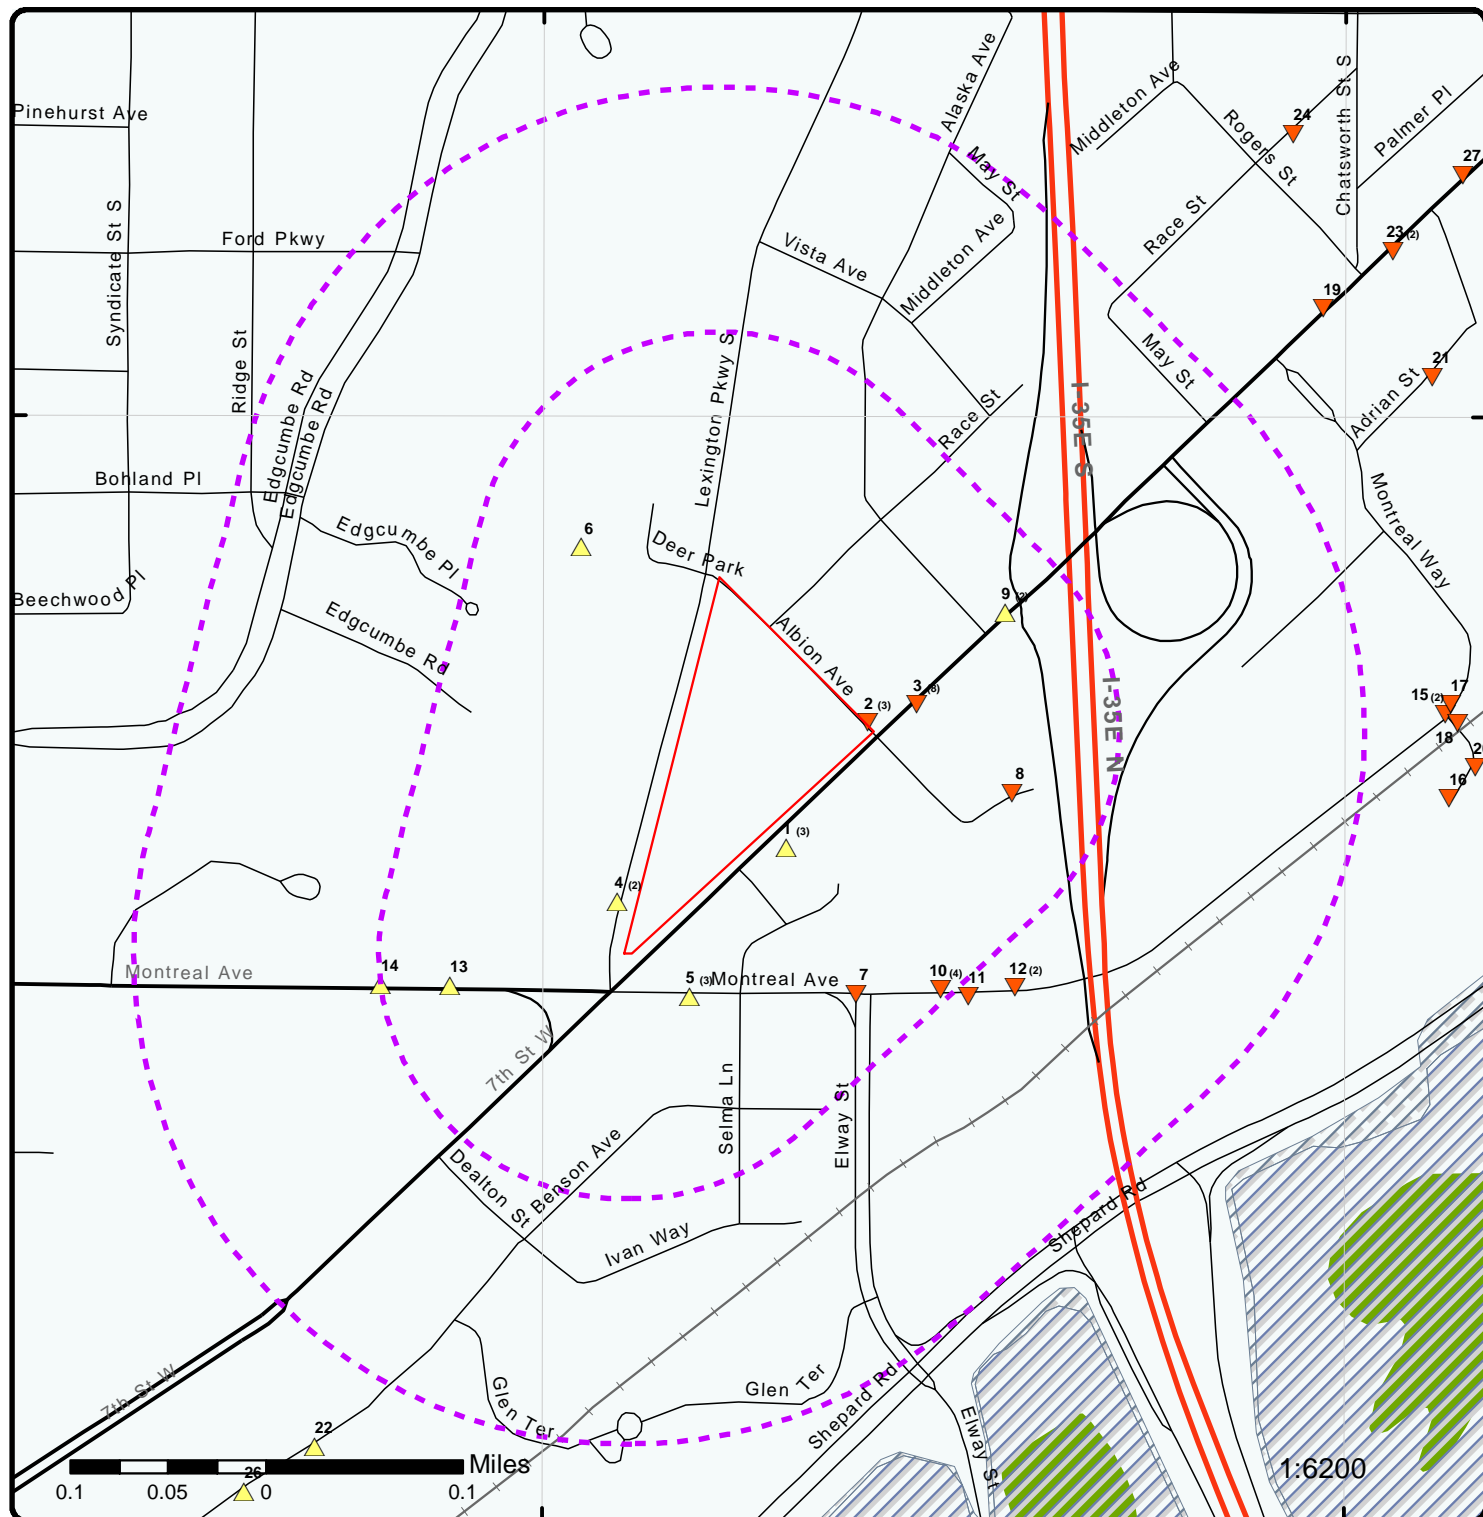 Pinehurst Ave
Syndicate St S
Ford Pkwy
Ridge St
Edgcumbe Rd
Edgcumbe Rd
Bohland Pl
Beechwood Pl
Edgcumbe Pl
Edgcumbe Rd
Lexington Pkwy S
Alaska Ave
May St
Vista Ave
Middleton Ave
Race St
Middleton Ave
Rogers St
Chatsworth St S
Palmer Pl
Race St
May St
24
27
23 (2)
19
21
Adrian St
Montreal Way
I-35E S
I-35E N
6
Deer Park
Albion Ave
9 (2)
3 (8)
2 (3)
8
1 (3)
4 (2)
15 (2)
17
18
16
Montreal Ave
14
13
5 (3)
Montreal Ave
7
10 (4)
11
12 (2)
7th St W
Selma Ln
Elway St
Dealton St
Benson Ave
Ivan Way
Shepard Rd
7th St W
Glen Ter
Glen Ter
Shepard Rd
Elway St
22
26
Miles
0.1
0.05
0
0.1
1:6200